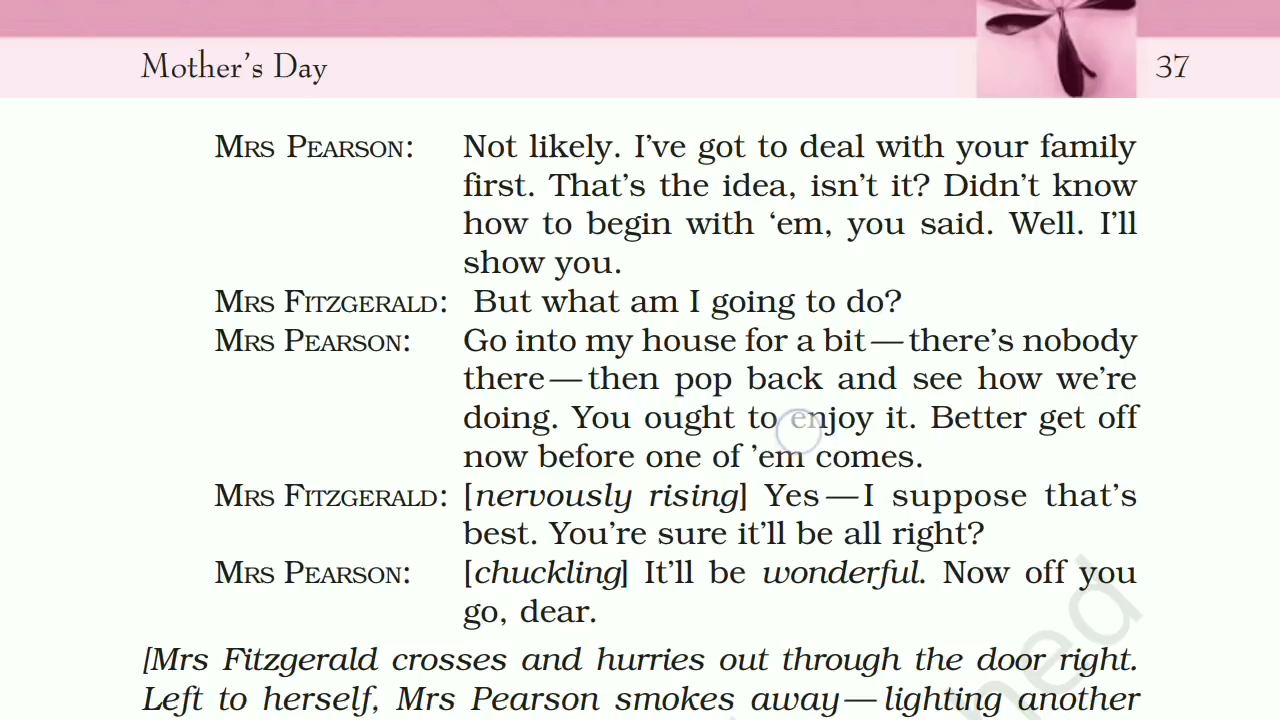 Mother's Day 37
MRS PEARSON: Not likely. I've got to deal with your family
first. That's the idea, isn't it? Didn't know
how to begin with 'em, you said. Well. I'll
show you.
MRS FITZGERALD: But what am I going to do?
MRS PEARSON: Go into my house for a bit—there's nobody
there—then pop back and see how we're
doing. You ought to enjoy it. Better get off
now before one of 'em comes.
MRS FITZGERALD: [nervously rising] Yes—I suppose that's
best. You're sure it'll be all right?
MRS PEARSON: [chuckling] It'll be wonderful. Now off you
go, dear.
[Mrs Fitzgerald crosses and hurries out through the door right.
Left to herself, Mrs Pearson smokes away—lighting another